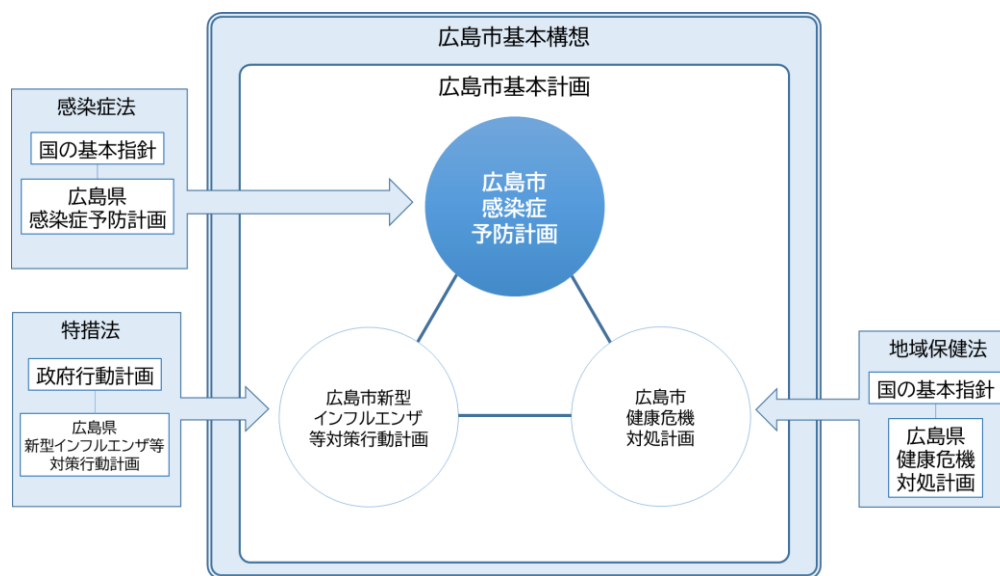 広島市基本構想
広島市基本計画
感染症法
国の基本指針
広島県
感染症予防計画
広島市
感染症
予防計画
特措法
政府行動計画
広島県
新型インフルエンザ等
対策行動計画
広島市新型
インフルエンザ
等対策行動計画
広島市
健康危機
対処計画
地域保健法
国の基本指針
広島県
健康危機
対処計画